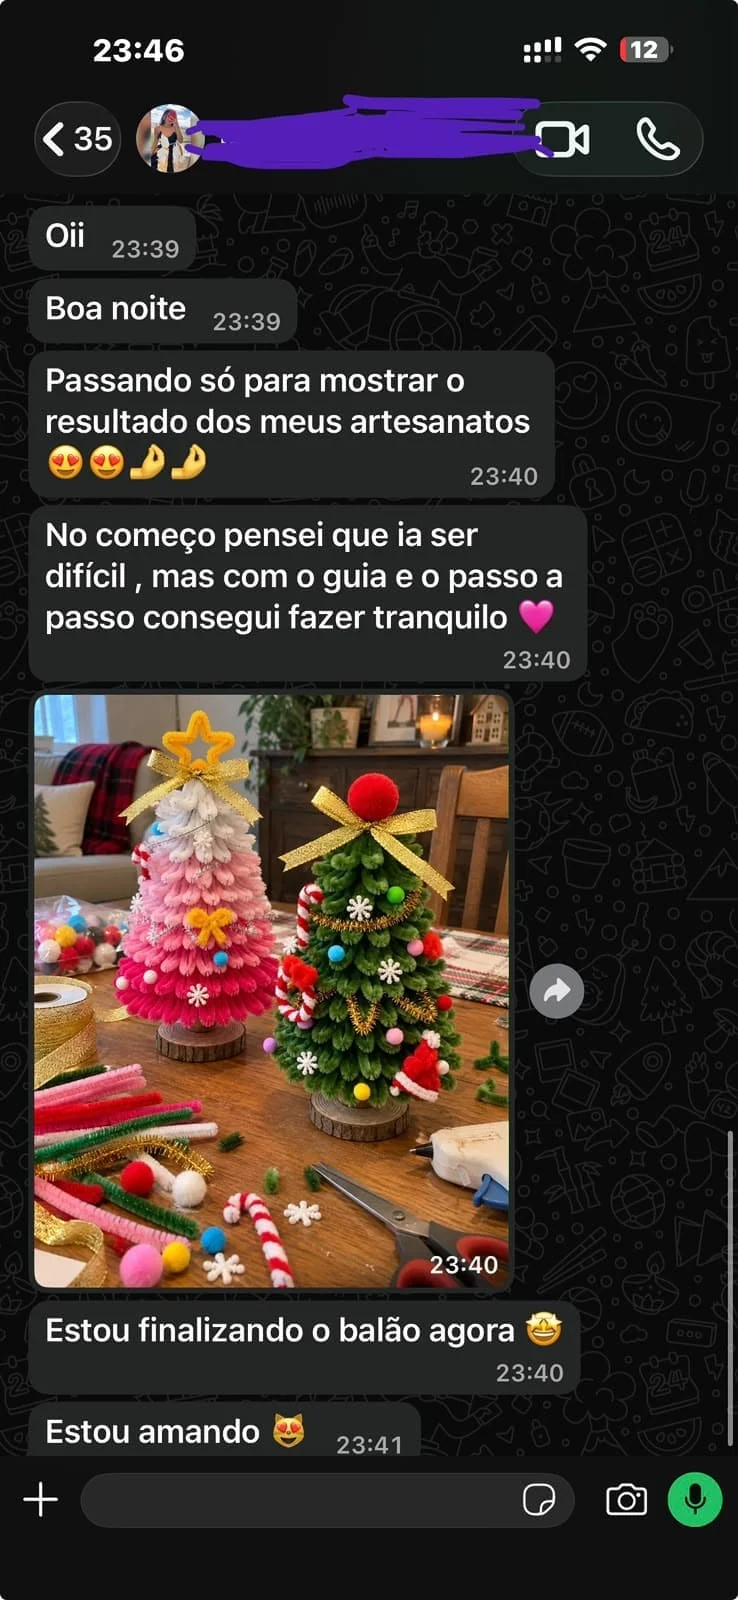 23:46
12
35
Oii 23:39
Boa noite 23:39
Passando só para mostrar o
resultado dos meus artesanatos
😍😍🤌🤌 23:40
No começo pensei que ia ser
difícil , mas com o guia e o passo a
passo consegui fazer tranquilo 🩷
23:40
23:40
Estou finalizando o balão agora 🤩
23:40
Estou amando 😻 23:41